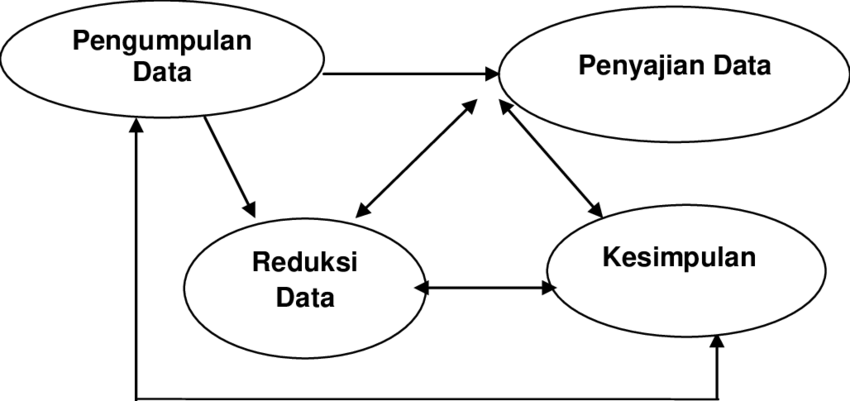 Pengumpulan
Data
Penyajian Data
Reduksi
Data
Kesimpulan